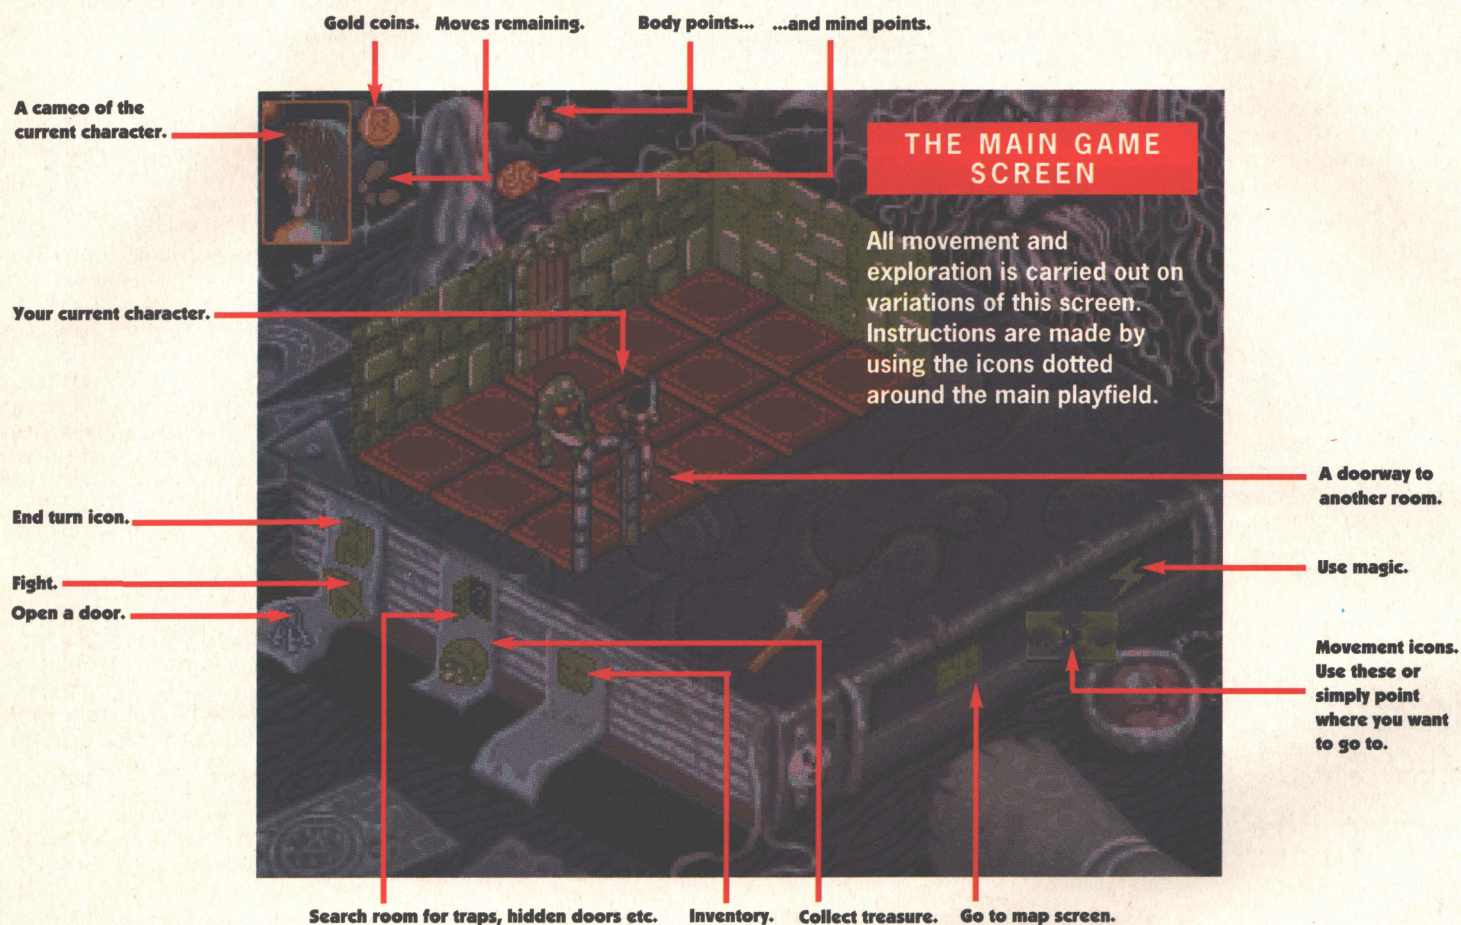 Gold coins.
Moves remaining.
Body points...
...and mind points.
A cameo of the
current character.
THE MAIN GAME
SCREEN
All movement and
exploration is carried out on
variations of this screen.
Instructions are made by
using the icons dotted
around the main playfield.
Your current character.
A doorway to
another room.
End turn icon.
Fight.
Open a door.
Use magic.
Movement icons.
Use these or
simply point
where you want
to go to.
Search room for traps, hidden doors etc.
Inventory.
Collect treasure.
Go to map screen.